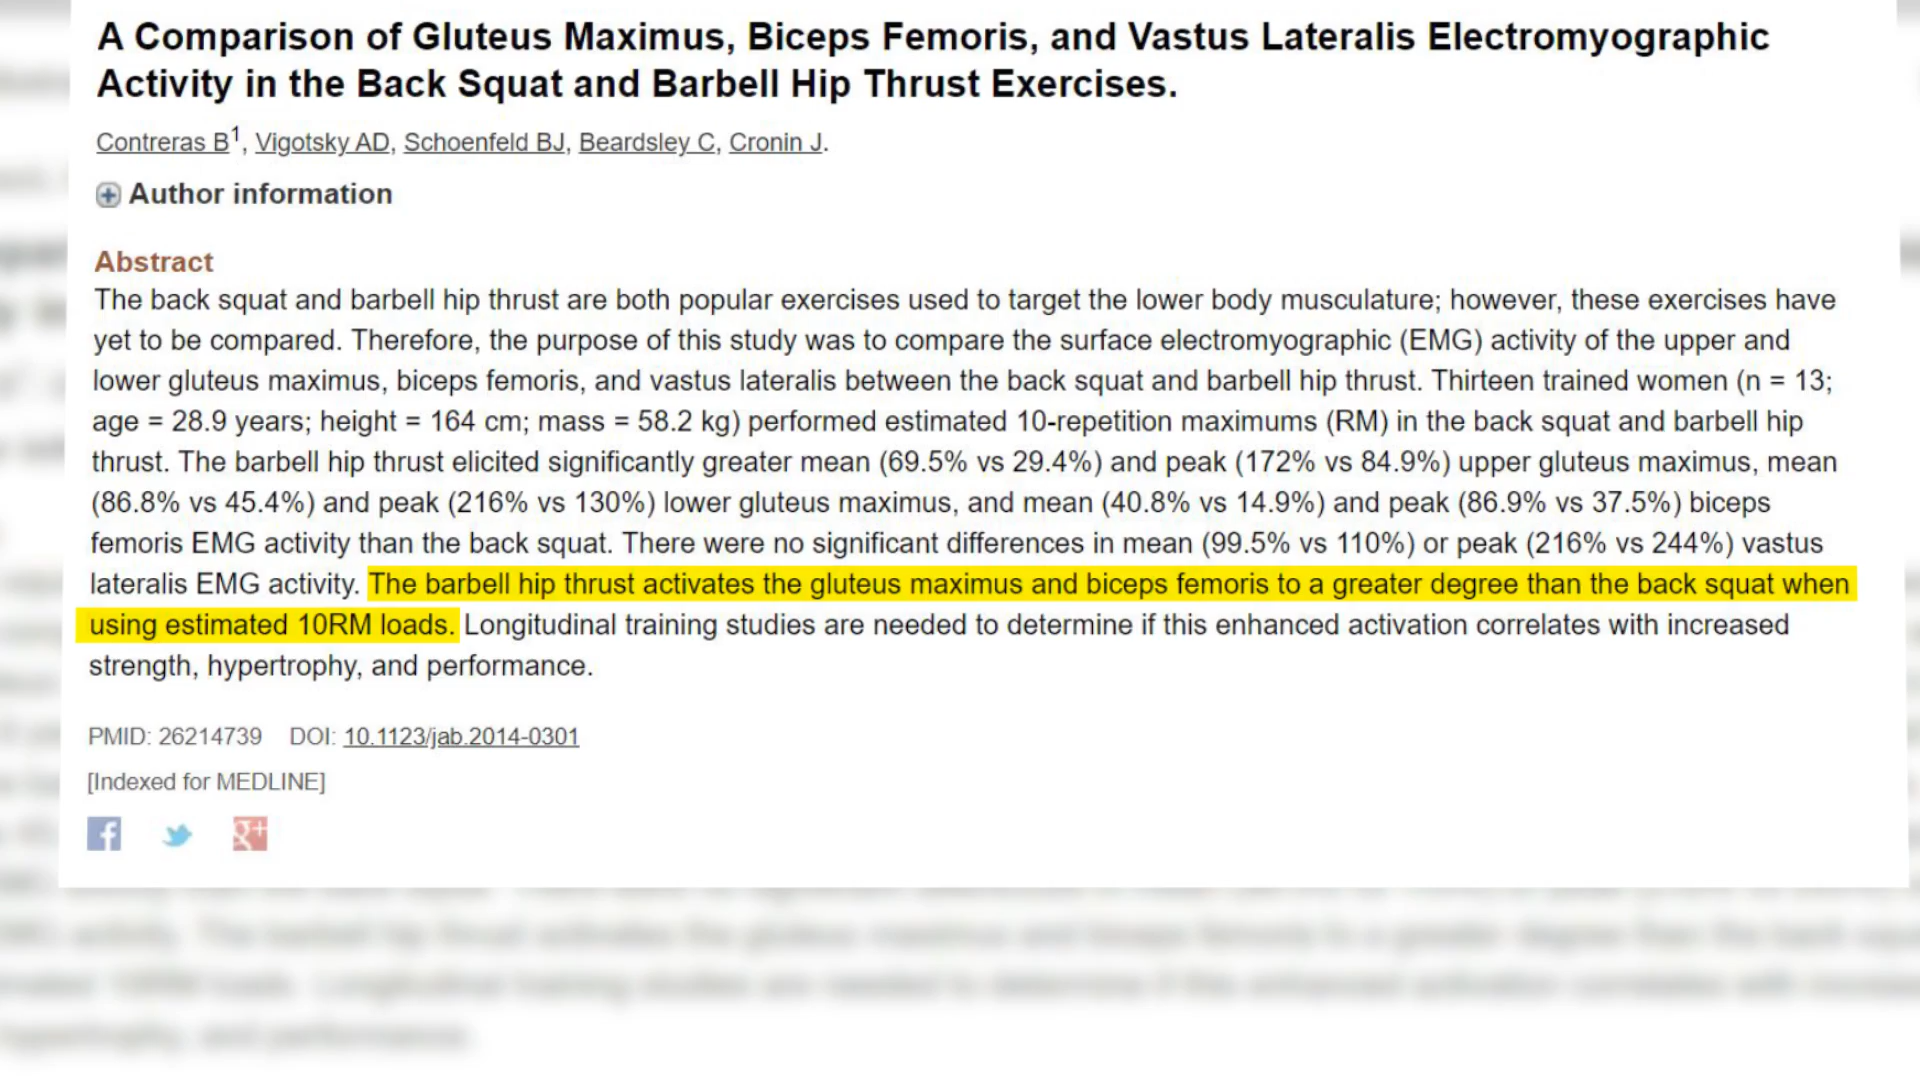 A Comparison of Gluteus Maximus, Biceps Femoris, and Vastus Lateralis Electromyographic
Activity in the Back Squat and Barbell Hip Thrust Exercises.
Contreras B1, Vigotsky AD, Schoenfeld BJ, Beardsley C, Cronin J.
Author information
Abstract
The back squat and barbell hip thrust are both popular exercises used to target the lower body musculature; however, these exercises have
yet to be compared. Therefore, the purpose of this study was to compare the surface electromyographic (EMG) activity of the upper and
lower gluteus maximus, biceps femoris, and vastus lateralis between the back squat and barbell hip thrust. Thirteen trained women (n = 13;
age = 28.9 years; height = 164 cm; mass = 58.2 kg) performed estimated 10-repetition maximums (RM) in the back squat and barbell hip
thrust. The barbell hip thrust elicited significantly greater mean (69.5% vs 29.4%) and peak (172% vs 84.9%) upper gluteus maximus, mean
(86.8% vs 45.4%) and peak (216% vs 130%) lower gluteus maximus, and mean (40.8% vs 14.9%) and peak (86.9% vs 37.5%) biceps
femoris EMG activity than the back squat. There were no significant differences in mean (99.5% vs 110%) or peak (216% vs 244%) vastus
lateralis EMG activity. The barbell hip thrust activates the gluteus maximus and biceps femoris to a greater degree than the back squat when
using estimated 10RM loads. Longitudinal training studies are needed to determine if this enhanced activation correlates with increased
strength, hypertrophy, and performance.
PMID: 26214739 DOI: 10.1123/jab.2014-0301
[Indexed for MEDLINE]
f g+